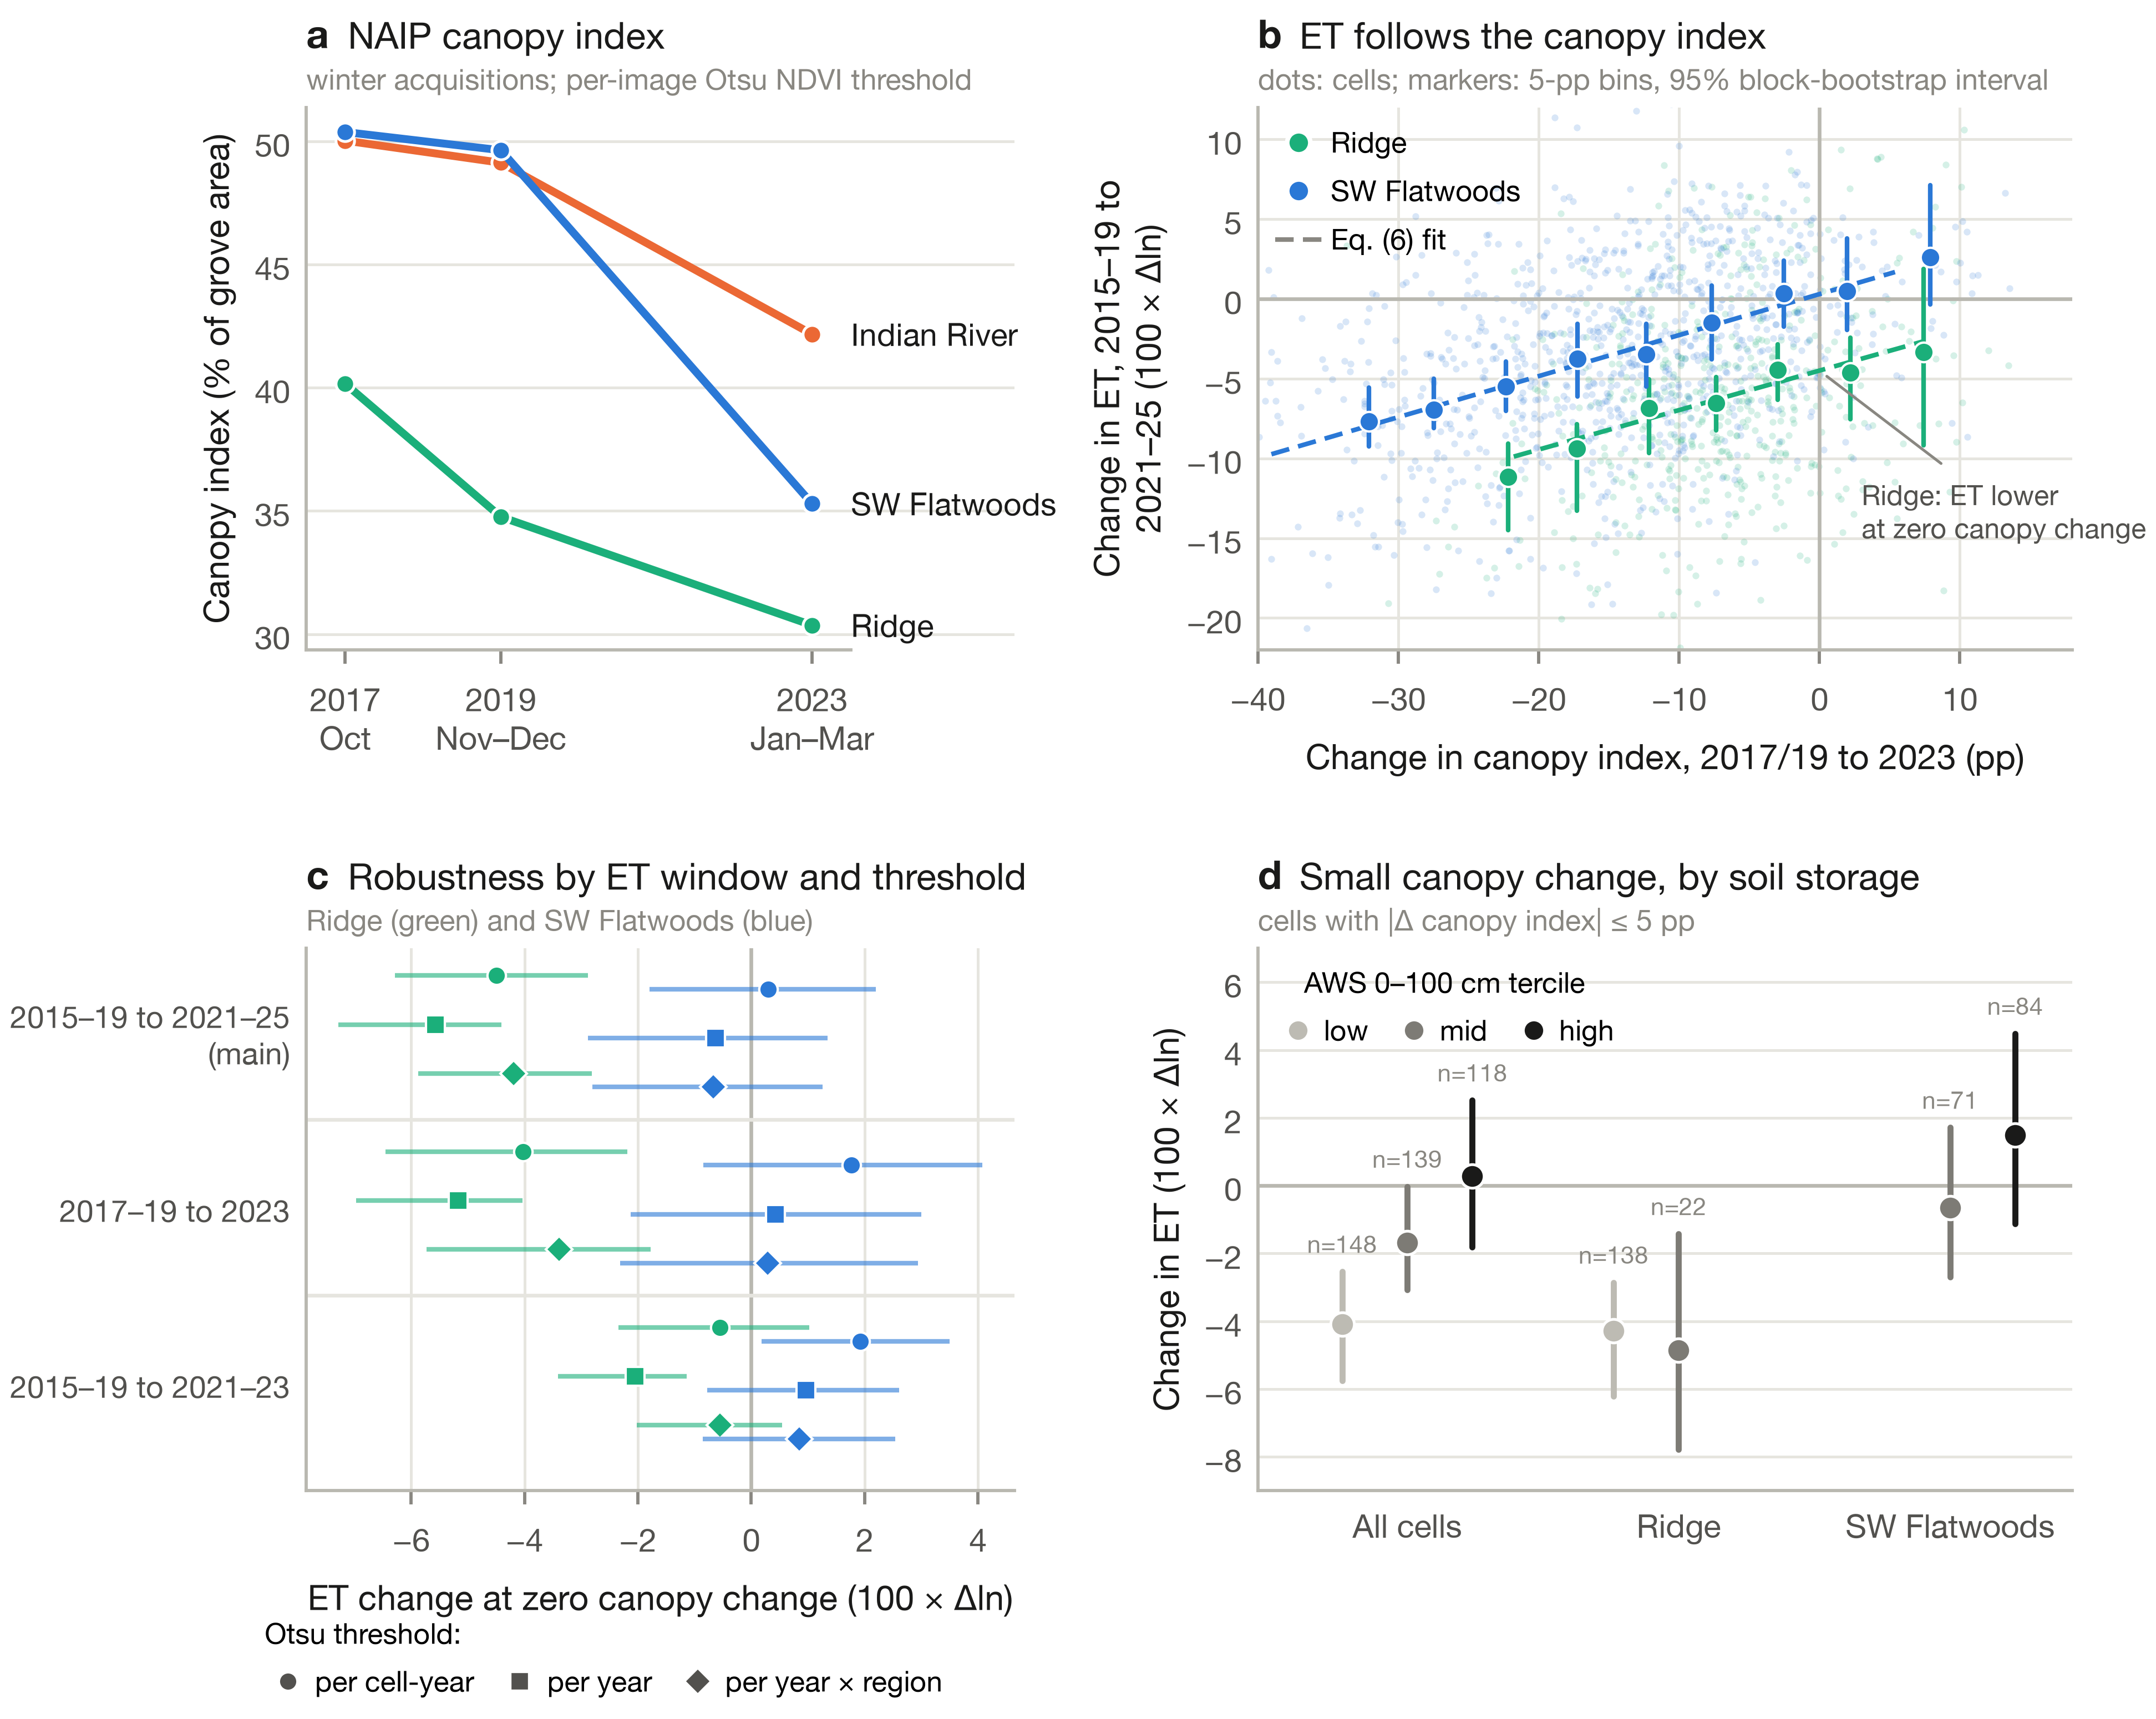 a NAIP canopy index
winter acquisitions; per-image Otsu NDVI threshold
Canopy index (% of grove area)
50
45
40
35
30
Indian River
SW Flatwoods
Ridge
2017
Oct
2019
Nov–Dec
2023
Jan–Mar
b ET follows the canopy index
dots: cells; markers: 5-pp bins, 95% block-bootstrap interval
Change in ET, 2015–19 to
2021–25 (100 × Δln)
10
5
0
−5
−10
−15
−20
Ridge
SW Flatwoods
Eq. (6) fit
Ridge: ET lower
at zero canopy change
−40
−30
−20
−10
0
10
Change in canopy index, 2017/19 to 2023 (pp)
c Robustness by ET window and threshold
Ridge (green) and SW Flatwoods (blue)
2015–19 to 2021–25
(main)
2017–19 to 2023
2015–19 to 2021–23
−6
−4
−2
0
2
4
ET change at zero canopy change (100 × Δln)
Otsu threshold:
per cell-year
per year
per year × region
d Small canopy change, by soil storage
cells with |Δ canopy index| ≤ 5 pp
Change in ET (100 × Δln)
6
4
2
0
−2
−4
−6
−8
AWS 0–100 cm tercile
low
mid
high
n=148
n=139
n=118
n=138
n=22
n=71
n=84
All cells
Ridge
SW Flatwoods